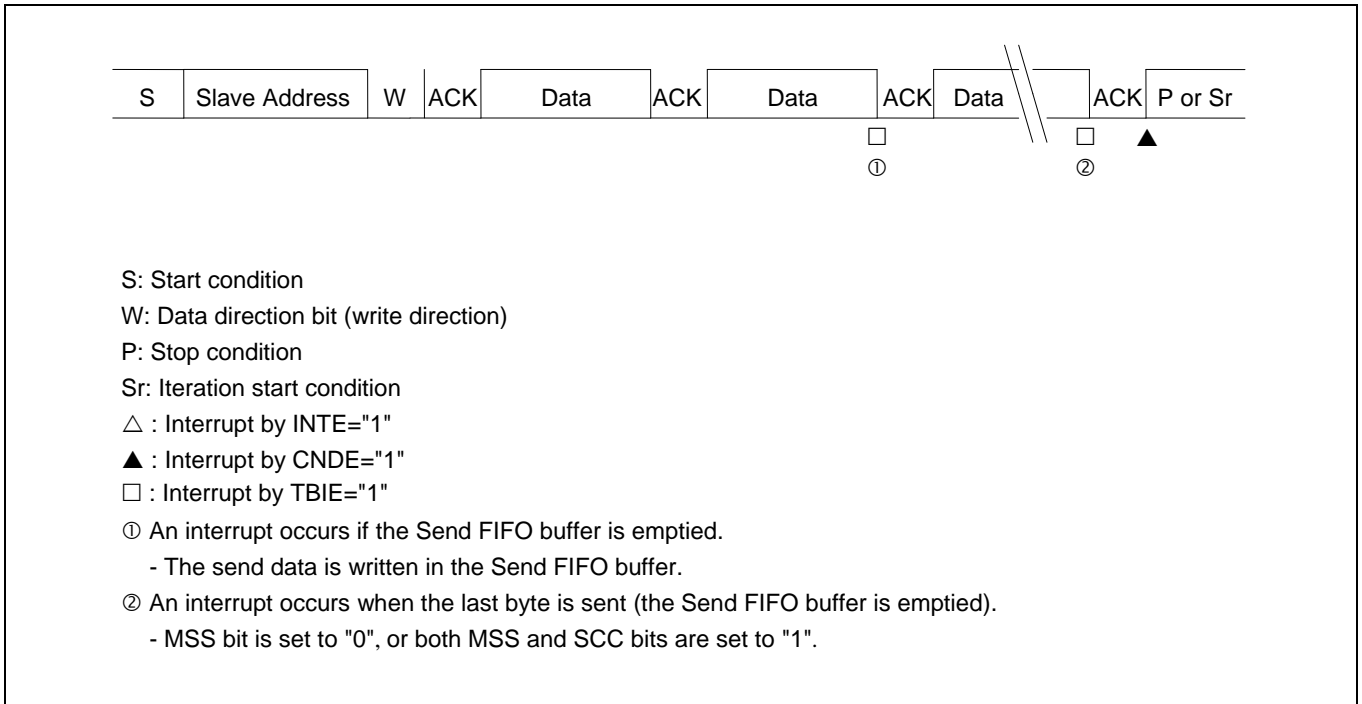 S Slave Address W ACK Data ACK Data ACK Data ACK P or Sr
□ □ ▲
① ②
S: Start condition
W: Data direction bit (write direction)
P: Stop condition
Sr: Iteration start condition
△ : Interrupt by INTE="1"
▲ : Interrupt by CNDE="1"
□ : Interrupt by TBIE="1"
① An interrupt occurs if the Send FIFO buffer is emptied.
- The send data is written in the Send FIFO buffer.
② An interrupt occurs when the last byte is sent (the Send FIFO buffer is emptied).
- MSS bit is set to "0", or both MSS and SCC bits are set to "1".